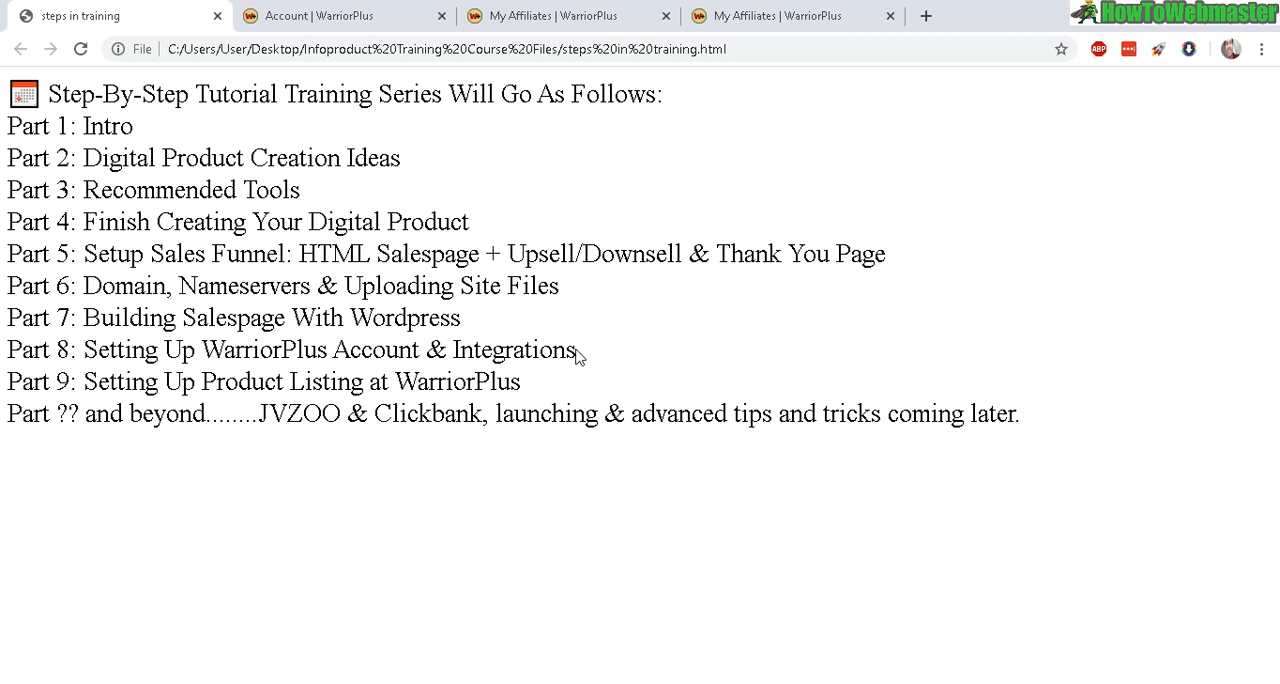 steps in training
Account | WarriorPlus
My Affiliates | WarriorPlus
My Affiliates | WarriorPlus
HowToWebmaster
File
C:/Users/User/Desktop/Infoproduct%20Training%20Course%20Files/steps%20in%20training.html
ABP
Step-By-Step Tutorial Training Series Will Go As Follows:
Part 1: Intro
Part 2: Digital Product Creation Ideas
Part 3: Recommended Tools
Part 4: Finish Creating Your Digital Product
Part 5: Setup Sales Funnel: HTML Salespage + Upsell/Downsell & Thank You Page
Part 6: Domain, Nameservers & Uploading Site Files
Part 7: Building Salespage With Wordpress
Part 8: Setting Up WarriorPlus Account & Integrations
Part 9: Setting Up Product Listing at WarriorPlus
Part ?? and beyond........JVZOO & Clickbank, launching & advanced tips and tricks coming later.